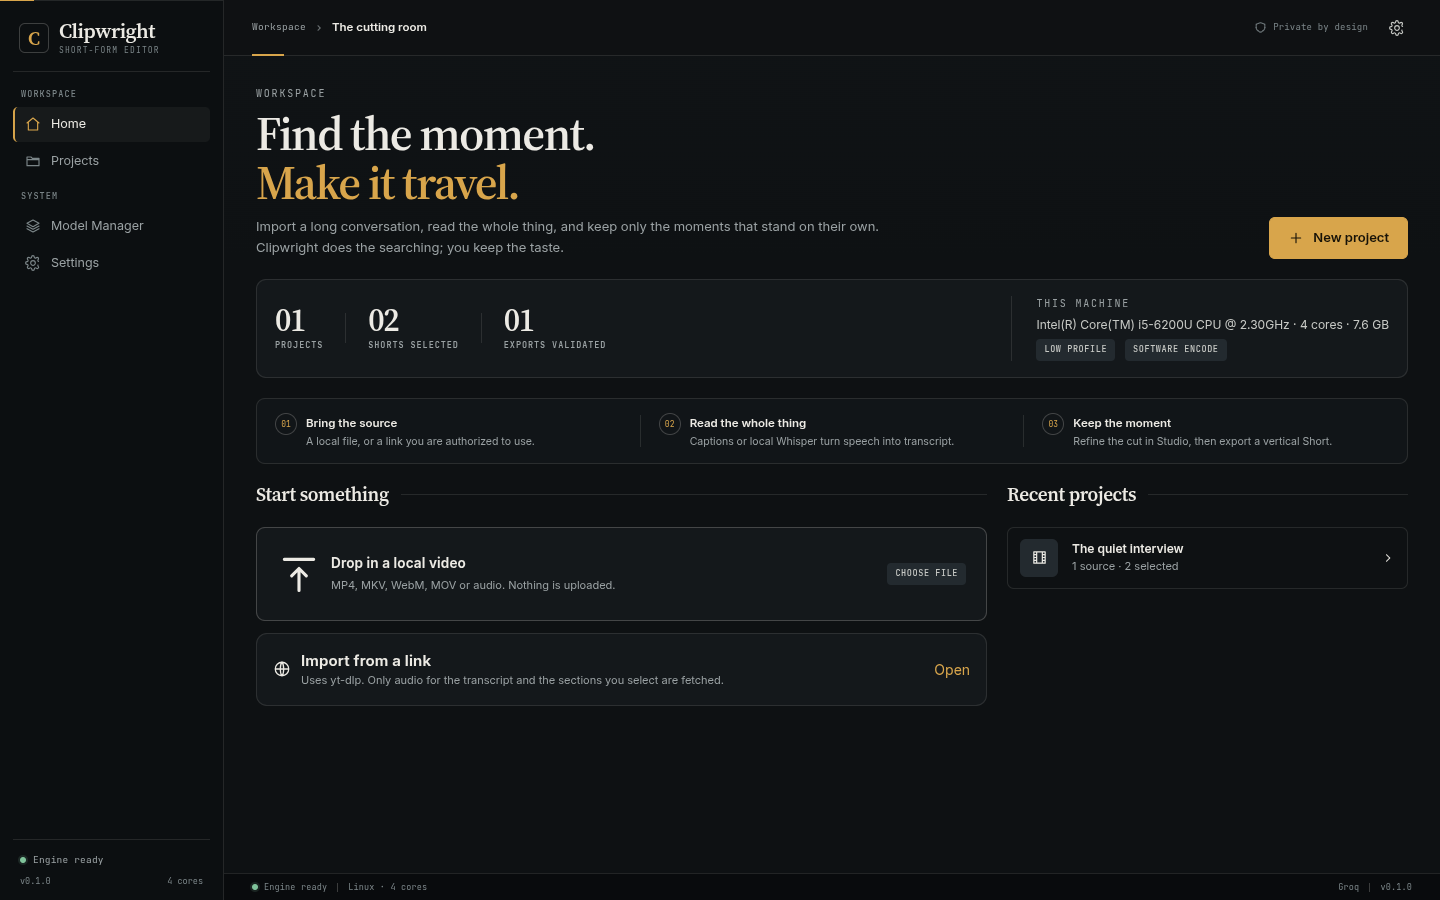 C
Clipwright
SHORT-FORM EDITOR
WORKSPACE
Home
Projects
SYSTEM
Model Manager
Settings
Engine ready
v0.1.0 4 cores
Workspace › The cutting room
Private by design
WORKSPACE
Find the moment.
Make it travel.
Import a long conversation, read the whole thing, and keep only the moments that stand on their own.
Clipwright does the searching; you keep the taste.
New project
01
PROJECTS
02
SHORTS SELECTED
01
EXPORTS VALIDATED
THIS MACHINE
Intel(R) Core(TM) i5-6200U CPU @ 2.30GHz · 4 cores · 7.6 GB
LOW PROFILE SOFTWARE ENCODE
01 Bring the source
A local file, or a link you are authorized to use.
02 Read the whole thing
Captions or local Whisper turn speech into transcript.
03 Keep the moment
Refine the cut in Studio, then export a vertical Short.
Start something
Drop in a local video
MP4, MKV, WebM, MOV or audio. Nothing is uploaded.
CHOOSE FILE
Import from a link
Uses yt-dlp. Only audio for the transcript and the sections you select are fetched.
Open
Recent projects
The quiet interview
1 source · 2 selected
Engine ready | Linux · 4 cores
Groq | v0.1.0